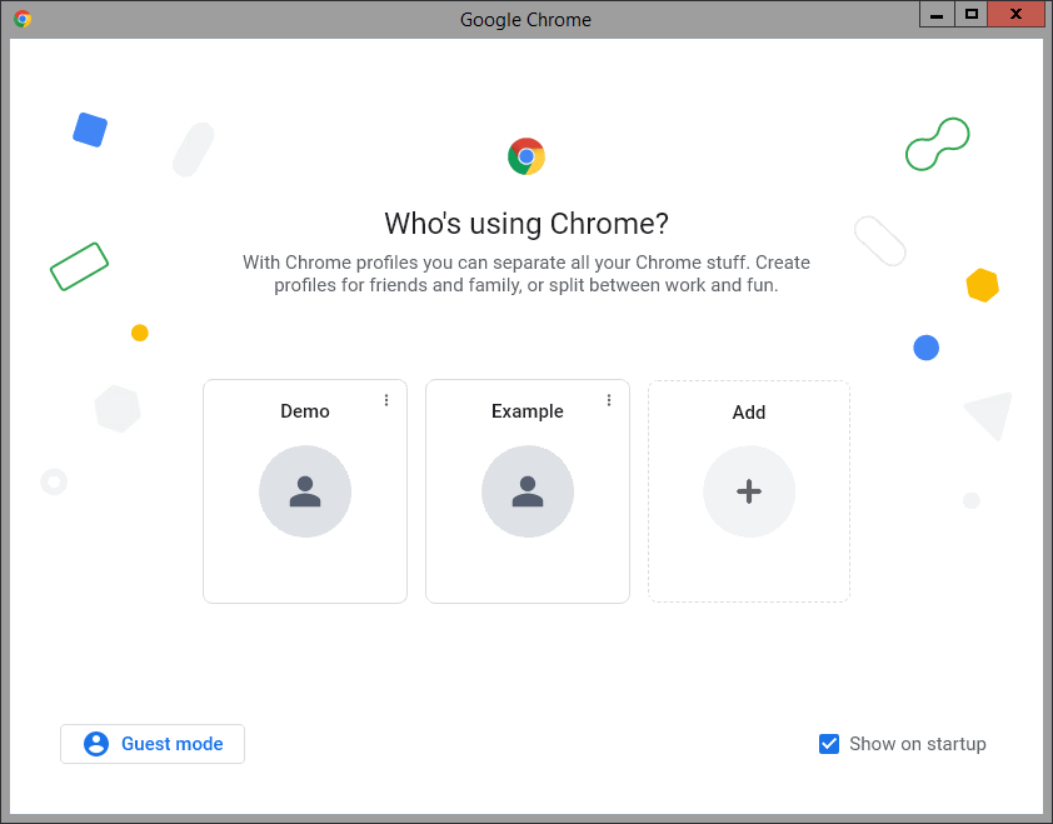 Google Chrome
Who's using Chrome?
With Chrome profiles you can separate all your Chrome stuff. Create
profiles for friends and family, or split between work and fun.
Demo
Example
Add
Guest mode
Show on startup